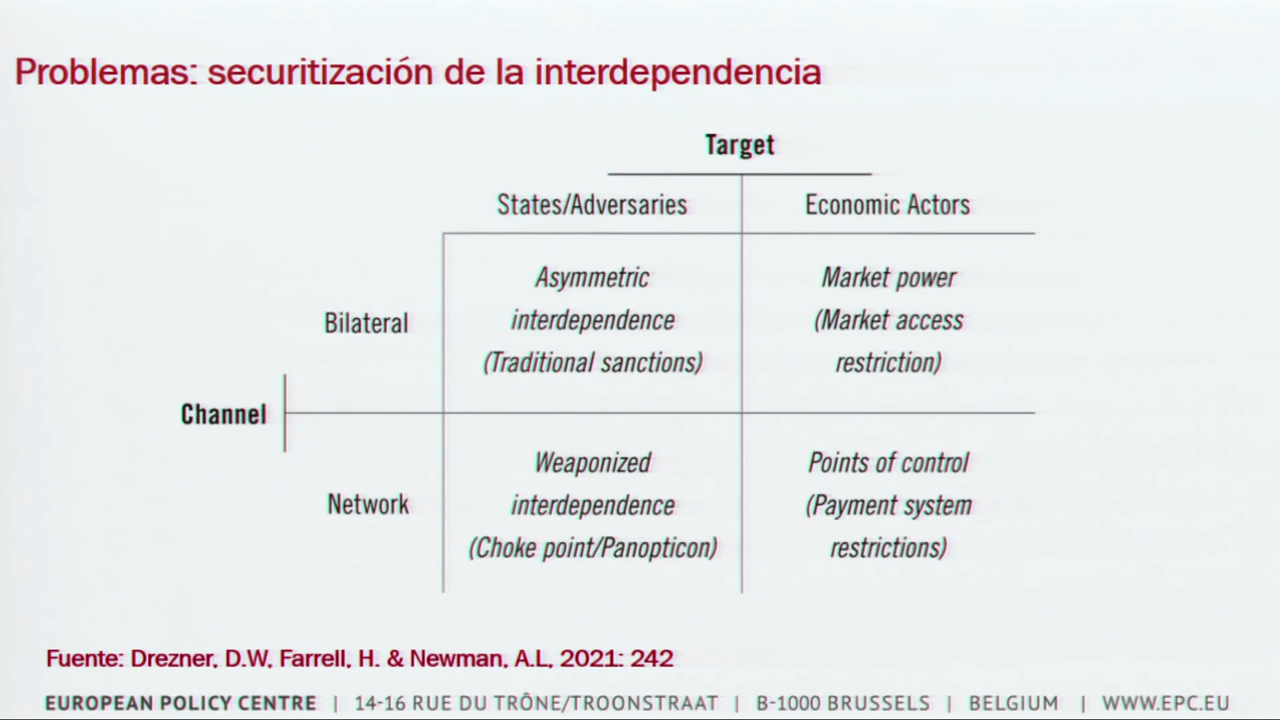 Problemas: securitización de la interdependencia
Target
States/Adversaries
Economic Actors
Bilateral
Asymmetric
interdependence
(Traditional sanctions)
Market power
(Market access
restriction)
Channel
Network
Weaponized
interdependence
(Choke point/Panopticon)
Points of control
(Payment system
restrictions)
Fuente: Drezner, D.W, Farrell, H. & Newman, A.L, 2021: 242
EUROPEAN POLICY CENTRE | 14-16 RUE DU TRÔNE/TROONSTRAAT | B-1000 BRUSSELS | BELGIUM | WWW.EPC.EU